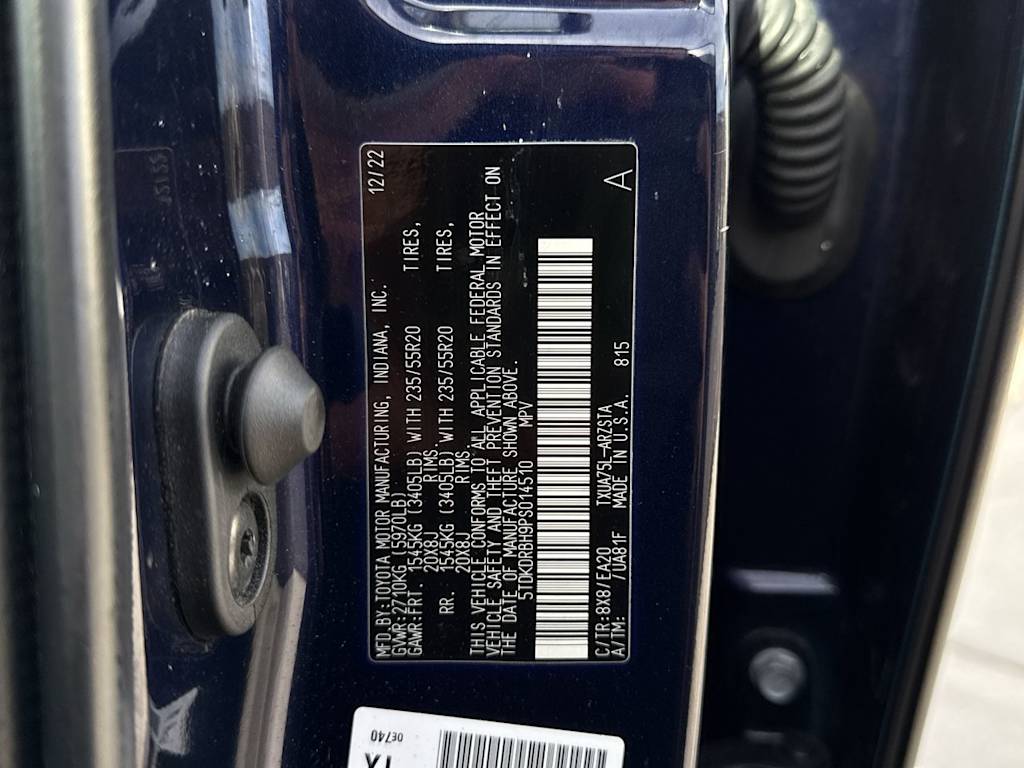 12/22
MFD.BY:TOYOTA MOTOR MANUFACTURING, INDIANA, INC.
GVWR:2710KG (5970LB)
GAWR:FRT. 1545KG (3405LB) WITH 235/55R20 TIRES,
20X8J RIMS.
RR. 1545KG (3405LB) WITH 235/55R20 TIRES,
20X8J RIMS.
THIS VEHICLE CONFORMS TO ALL APPLICABLE FEDERAL MOTOR
VEHICLE SAFETY AND THEFT PREVENTION STANDARDS IN EFFECT ON
THE DATE OF MANUFACTURE SHOWN ABOVE.
5TDKDRBH9PS014510 MPV
C/TR:8X8/EA20 TXUA75L-ARZSTA
A/TM: /UA81F MADE IN U.S.A. 815
A
0E740